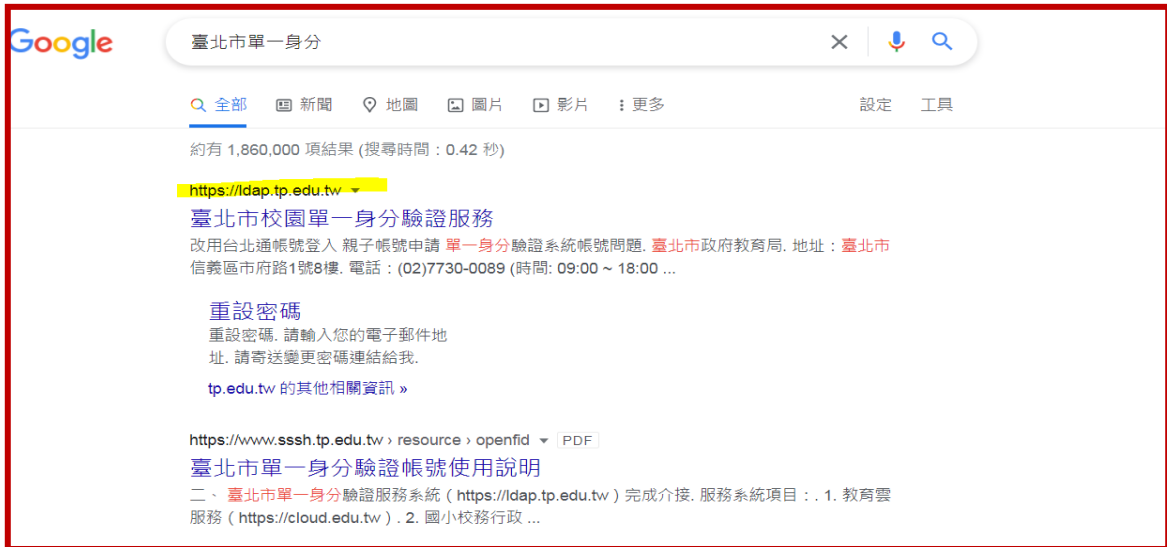 Google
臺北市單一身分
全部 新聞 地圖 圖片 影片 更多 設定 工具
約有 1,860,000 項結果 (搜尋時間：0.42 秒)
https://ldap.tp.edu.tw
臺北市校園單一身分驗證服務
改用台北通帳號登入 親子帳號申請 單一身分驗證系統帳號問題. 臺北市政府教育局. 地址：臺北市
信義區市府路1號8樓. 電話：(02)7730-0089 (時間: 09:00 ~ 18:00 ...
重設密碼
重設密碼. 請輸入您的電子郵件地
址. 請寄送變更密碼連結給我.
tp.edu.tw 的其他相關資訊 »
https://www.sssh.tp.edu.tw › resource › openfid PDF
臺北市單一身分驗證帳號使用說明
二、 臺北市單一身分驗證服務系統（https://ldap.tp.edu.tw）完成介接. 服務系統項目：. 1. 教育雲
服務（https://cloud.edu.tw）. 2. 國小校務行政 ...